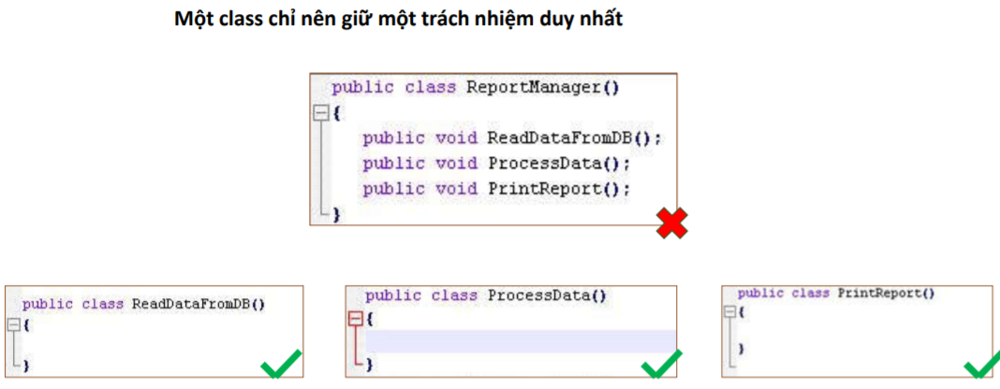 Một class chỉ nên giữ một trách nhiệm duy nhất
public class ReportManager()
{
public void ReadDataFromDB();
public void ProcessData();
public void PrintReport();
}
public class ReadDataFromDB()
{
}
public class ProcessData()
{
}
public class PrintReport()
{
}